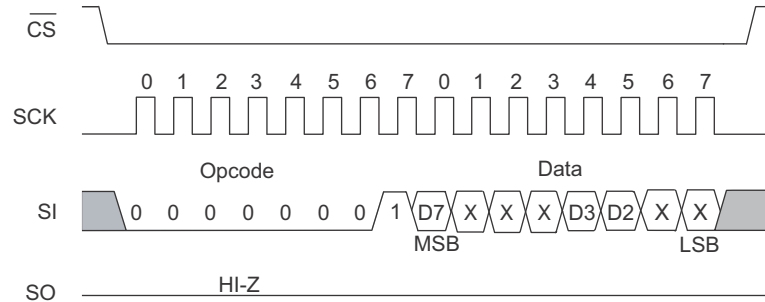 CS
0 1 2 3 4 5 6 7 0 1 2 3 4 5 6 7
SCK
Opcode Data
SI 0 0 0 0 0 0 0 1 D7 X X X D3 D2 X X
MSB LSB
HI-Z
SO